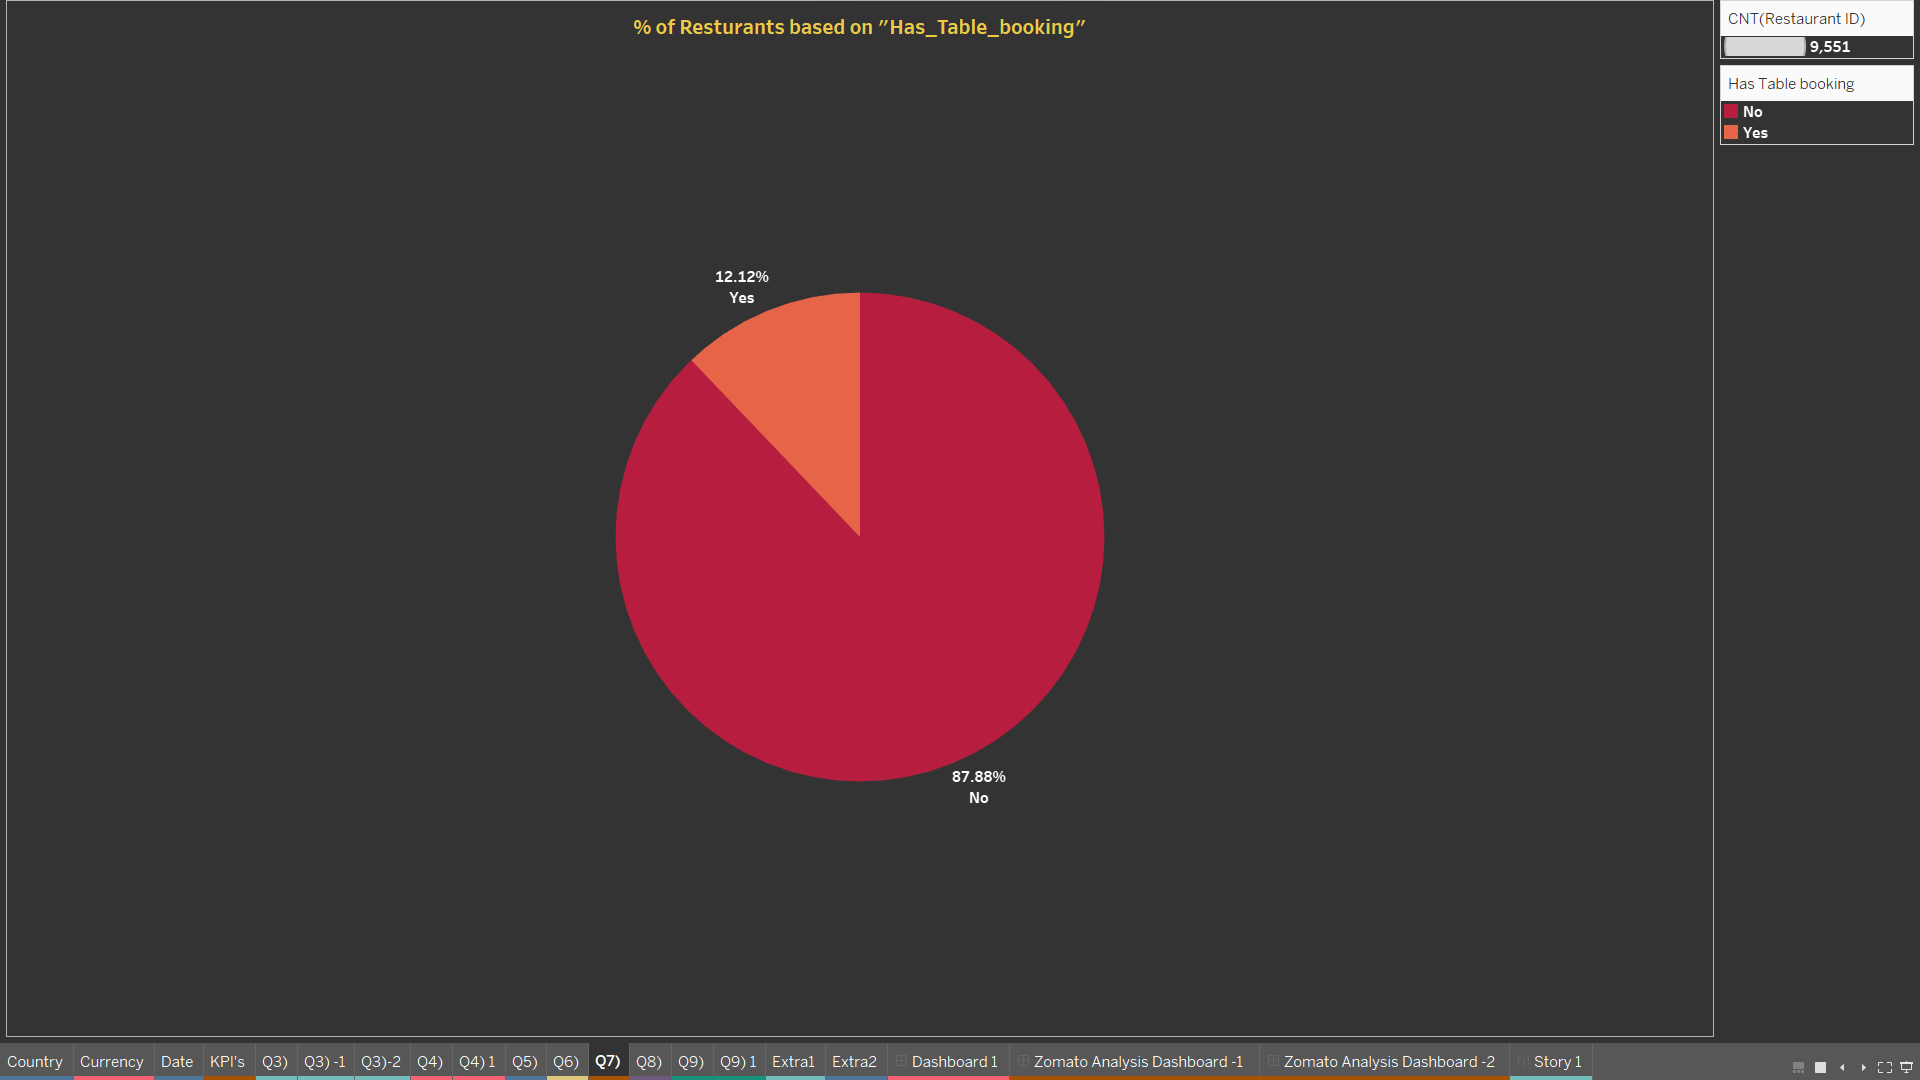 % of Resturants based on "Has_Table_booking"
CNT(Restaurant ID)
9,551
Has Table booking
No
Yes
12.12%
Yes
87.88%
No
Country Currency Date KPI's Q3) Q3) -1 Q3)-2 Q4) Q4) 1 Q5) Q6) Q7) Q8) Q9) Q9) 1 Extra1 Extra2 Dashboard 1 Zomato Analysis Dashboard -1 Zomato Analysis Dashboard -2 Story 1